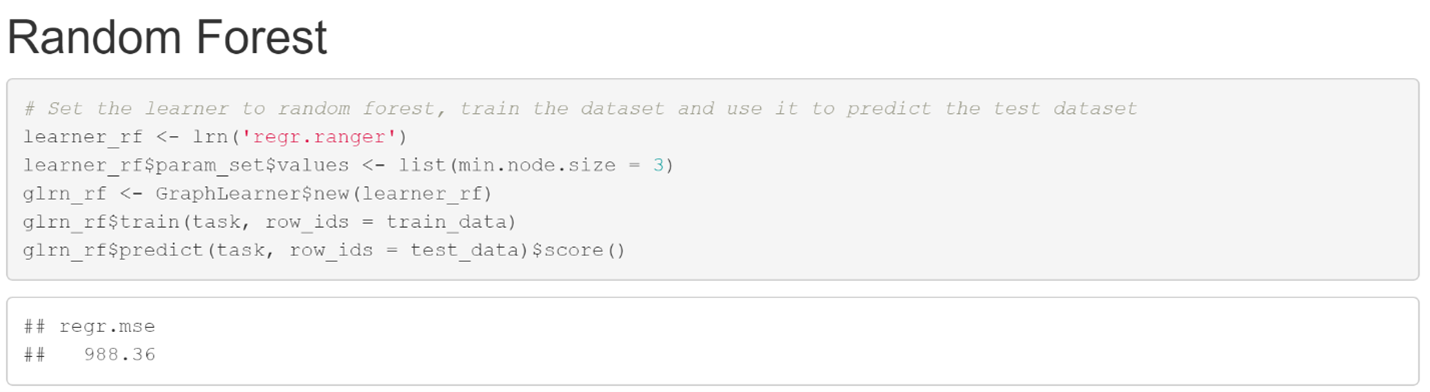 Random Forest
# Set the learner to random forest, train the dataset and use it to predict the test dataset
learner_rf <- lrn('regr.ranger')
learner_rf$param_set$values <- list(min.node.size = 3)
glrn_rf <- GraphLearner$new(learner_rf)
glrn_rf$train(task, row_ids = train_data)
glrn_rf$predict(task, row_ids = test_data)$score()
## regr.mse
##   988.36